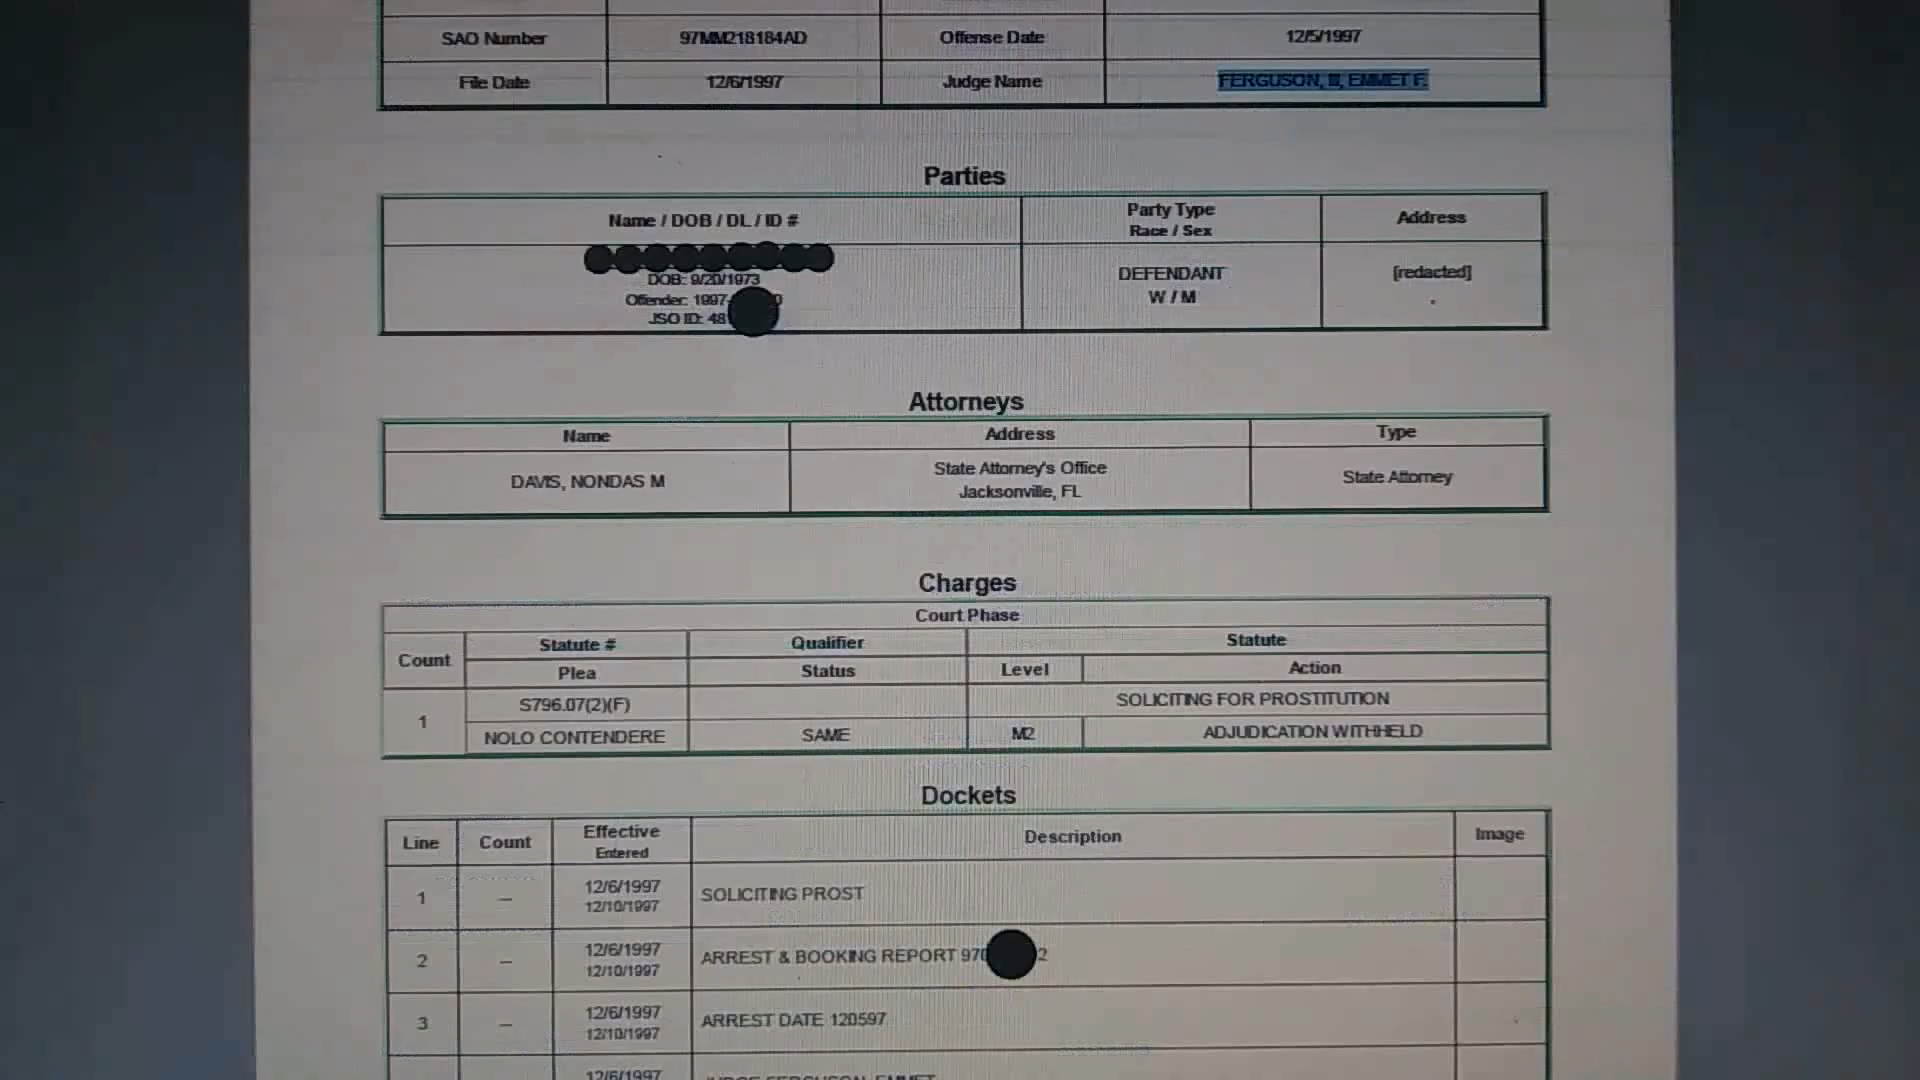 SAO Number 97MM218184AD Offense Date 12/5/1997
File Date 12/6/1997 Judge Name FERGUSON, III, EMMET F.
Parties
Name / DOB / DL / ID # Party Type Race / Sex Address
DOB: 9/20/1973
Offender: 1997-
JSO ID: 48
DEFENDANT
W / M
[redacted]
Attorneys
Name Address Type
DAVIS, NONDAS M State Attorney's Office
Jacksonville, FL State Attorney
Charges
Court Phase
Count Statute # Qualifier Statute
Plea Status Level Action
1 S796.07(2)(F) SOLICITING FOR PROSTITUTION
NOLO CONTENDERE SAME M2 ADJUDICATION WITHHELD
Dockets
Line Count Effective Entered Description Image
1 -- 12/6/1997 12/10/1997 SOLICITING PROST
2 -- 12/6/1997 12/10/1997 ARREST & BOOKING REPORT 970 2
3 -- 12/6/1997 12/10/1997 ARREST DATE 120597
12/6/1997 JUDGE FERGUSON, EMMET